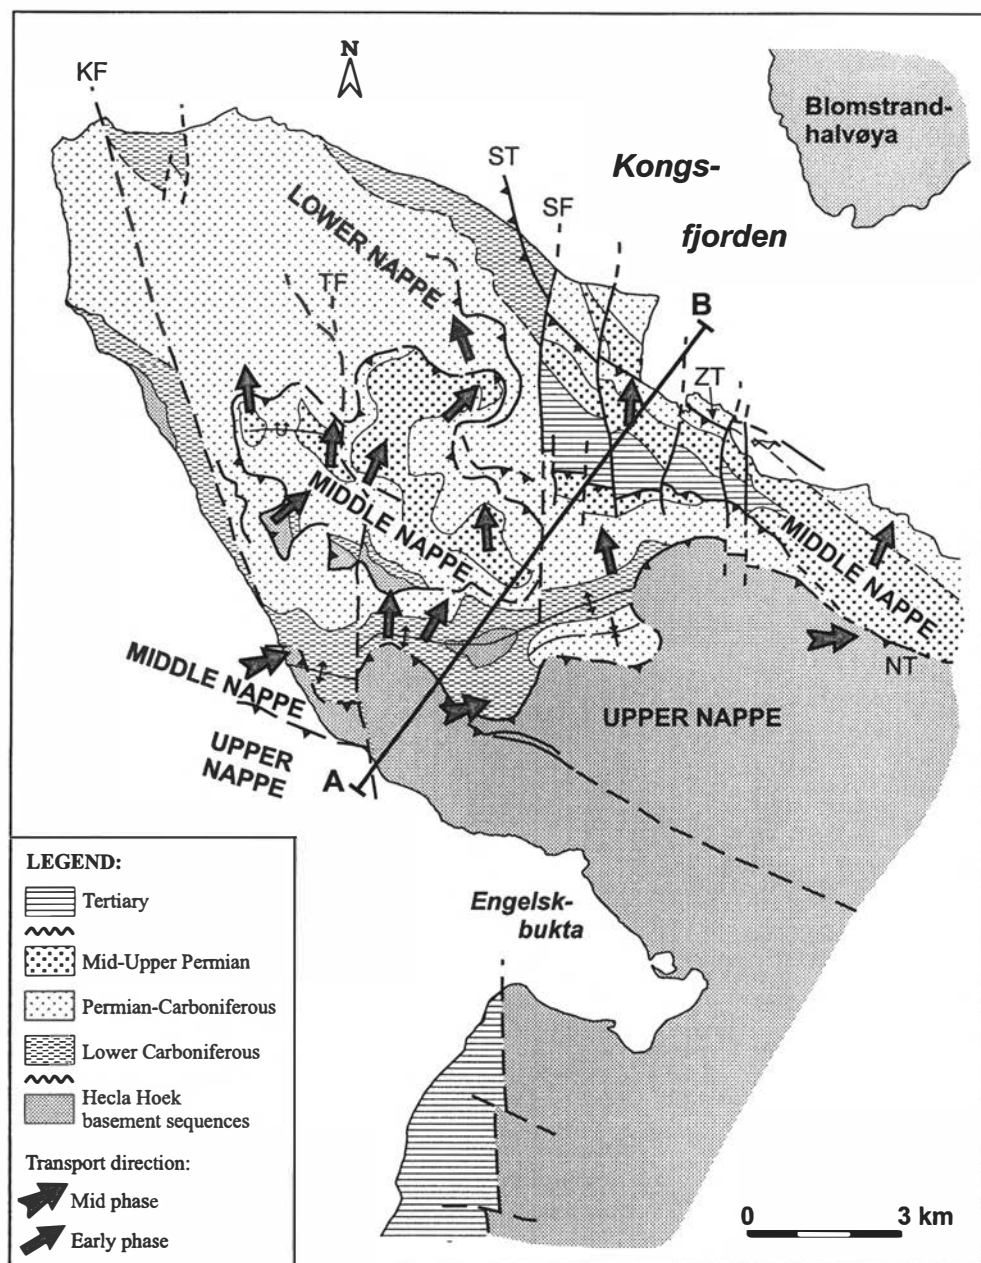 N
KF
Blomstrand-
halvøya
ST
Kongs-
SF
fjorden
LOWER NAPPE
TF
B
ZT
U
MIDDLE NAPPE
MIDDLE NAPPE
MIDDLE NAPPE
NT
UPPER NAPPE
UPPER
NAPPE
A
LEGEND:
Tertiary
Mid-Upper Permian
Permian-Carboniferous
Lower Carboniferous
Hecla Hoek
basement sequences
Transport direction:
Mid phase
Early phase
Engelsk-
bukta
0 3 km